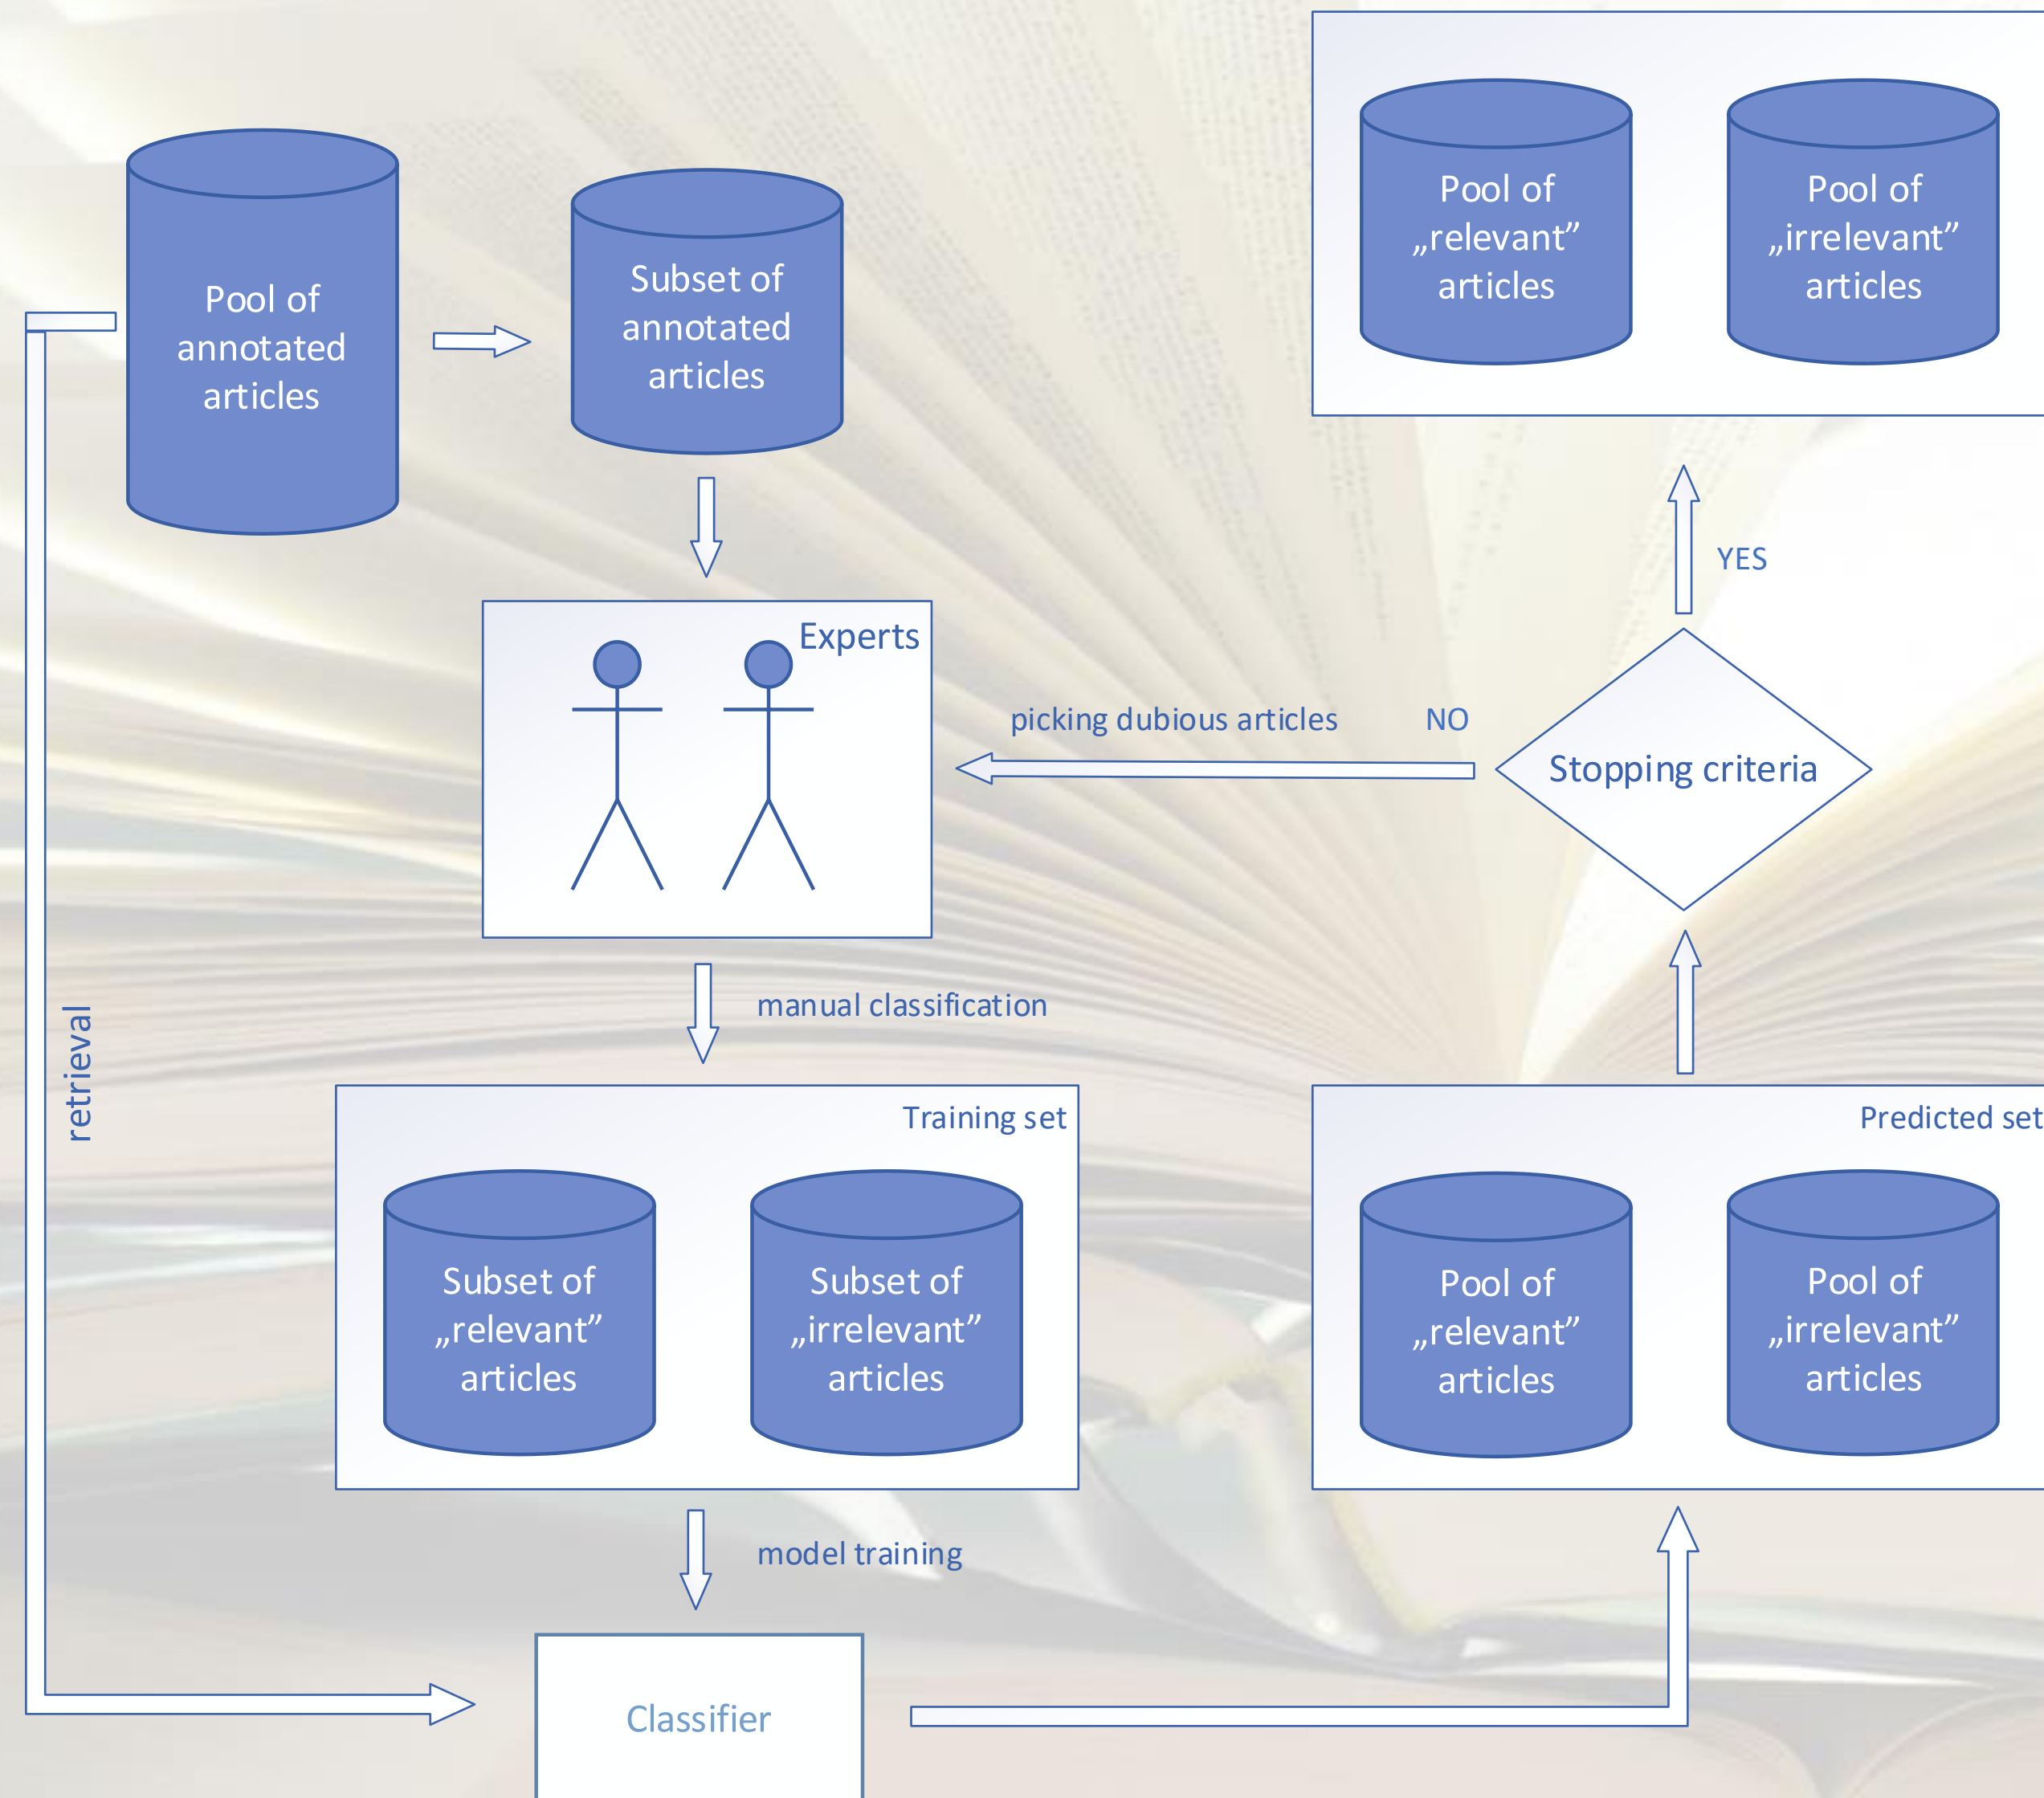 Pool of
annotated
articles
Subset of
annotated
articles
Pool of
„relevant”
articles
Pool of
„irrelevant”
articles
YES
Experts
picking dubious articles
NO
Stopping criteria
manual classification
retrieval
Training set
Subset of
„relevant”
articles
Subset of
„irrelevant”
articles
Predicted set
Pool of
„relevant”
articles
Pool of
„irrelevant”
articles
model training
Classifier